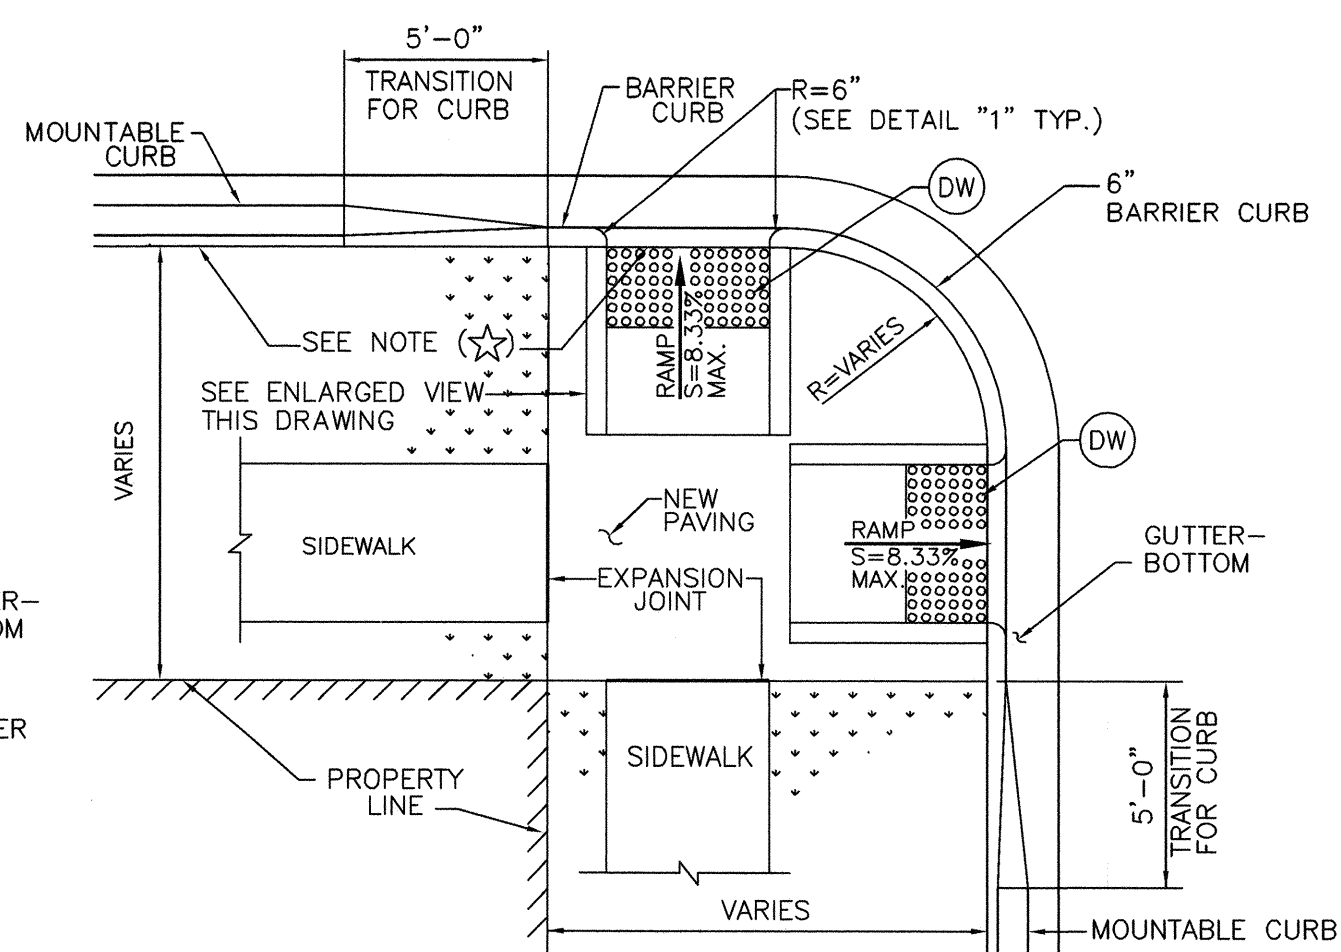 5'-0"
TRANSITION
FOR CURB
MOUNTABLE
CURB
BARRIER
CURB
R=6"
(SEE DETAIL "1" TYP.)
DW
6"
BARRIER CURB
SEE NOTE (☆)
SEE ENLARGED VIEW
THIS DRAWING
RAMP
S=8.33%
MAX.
R=VARIES
DW
VARIES
NEW
PAVING
SIDEWALK
RAMP
S=8.33%
MAX.
GUTTER-
BOTTOM
EXPANSION
JOINT
R-
OM
ER
SIDEWALK
PROPERTY
LINE
5'-0"
TRANSITION
FOR CURB
VARIES
MOUNTABLE CURB